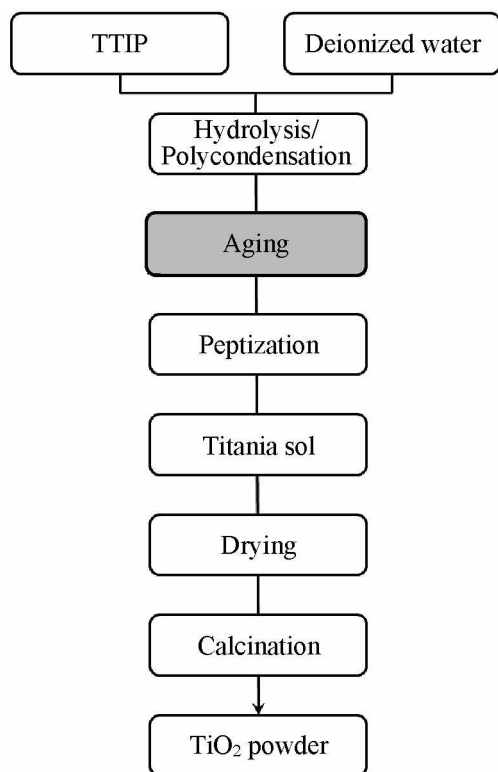 TTIP
Deionized water
Hydrolysis/
Polycondensation
Aging
Peptization
Titania sol
Drying
Calcination
TiO₂ powder